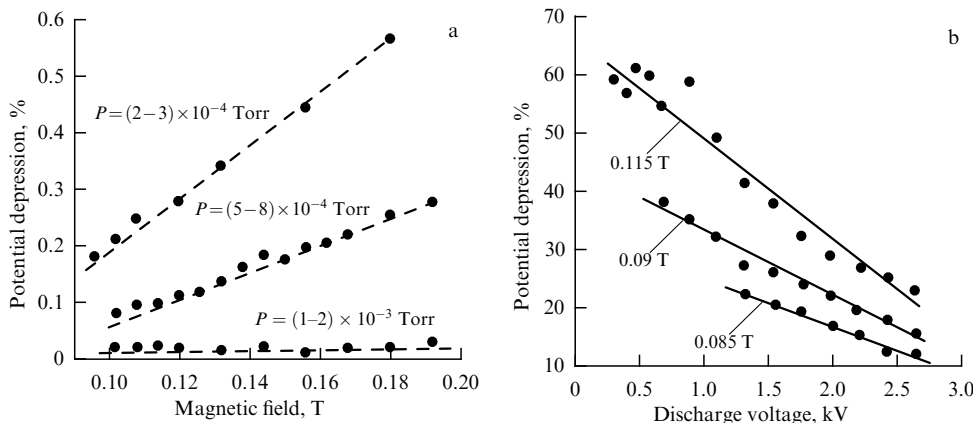 a
Potential depression, %
0.6
0.5
0.4
0.3
0.2
0.1
0
P = (2–3) × 10⁻⁴ Torr
P = (5–8) × 10⁻⁴ Torr
P = (1–2) × 10⁻³ Torr
0.10 0.12 0.14 0.16 0.18 0.20
Magnetic field, T
b
Potential depression, %
70
60
50
40
30
20
10
0.115 T
0.09 T
0.085 T
0 0.5 1.0 1.5 2.0 2.5 3.0
Discharge voltage, kV